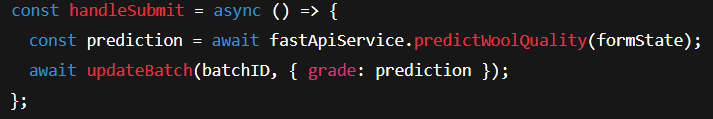 const handleSubmit = async () => {
  const prediction = await fastApiService.predictWoolQuality(formState);
  await updateBatch(batchID, { grade: prediction });
};